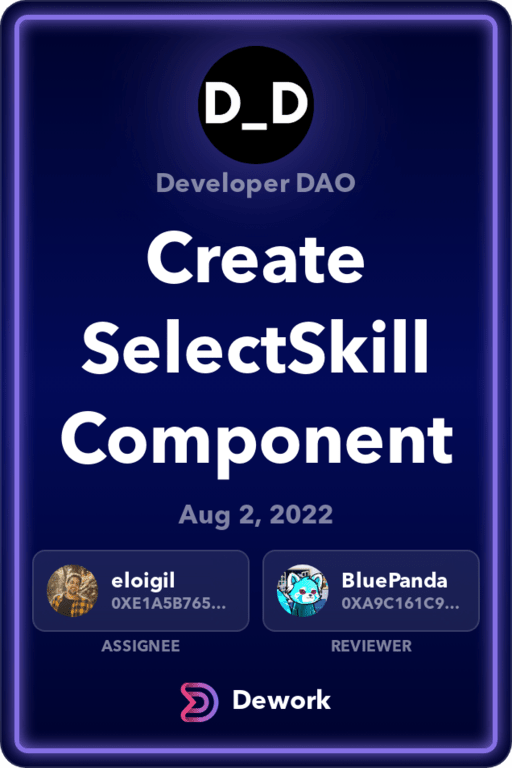 D_D
Developer DAO
Create
SelectSkill
Component
Aug 2, 2022
eloigil
0XE1A5B765...
BluePanda
0XA9C161C9...
ASSIGNEE
REVIEWER
Dework